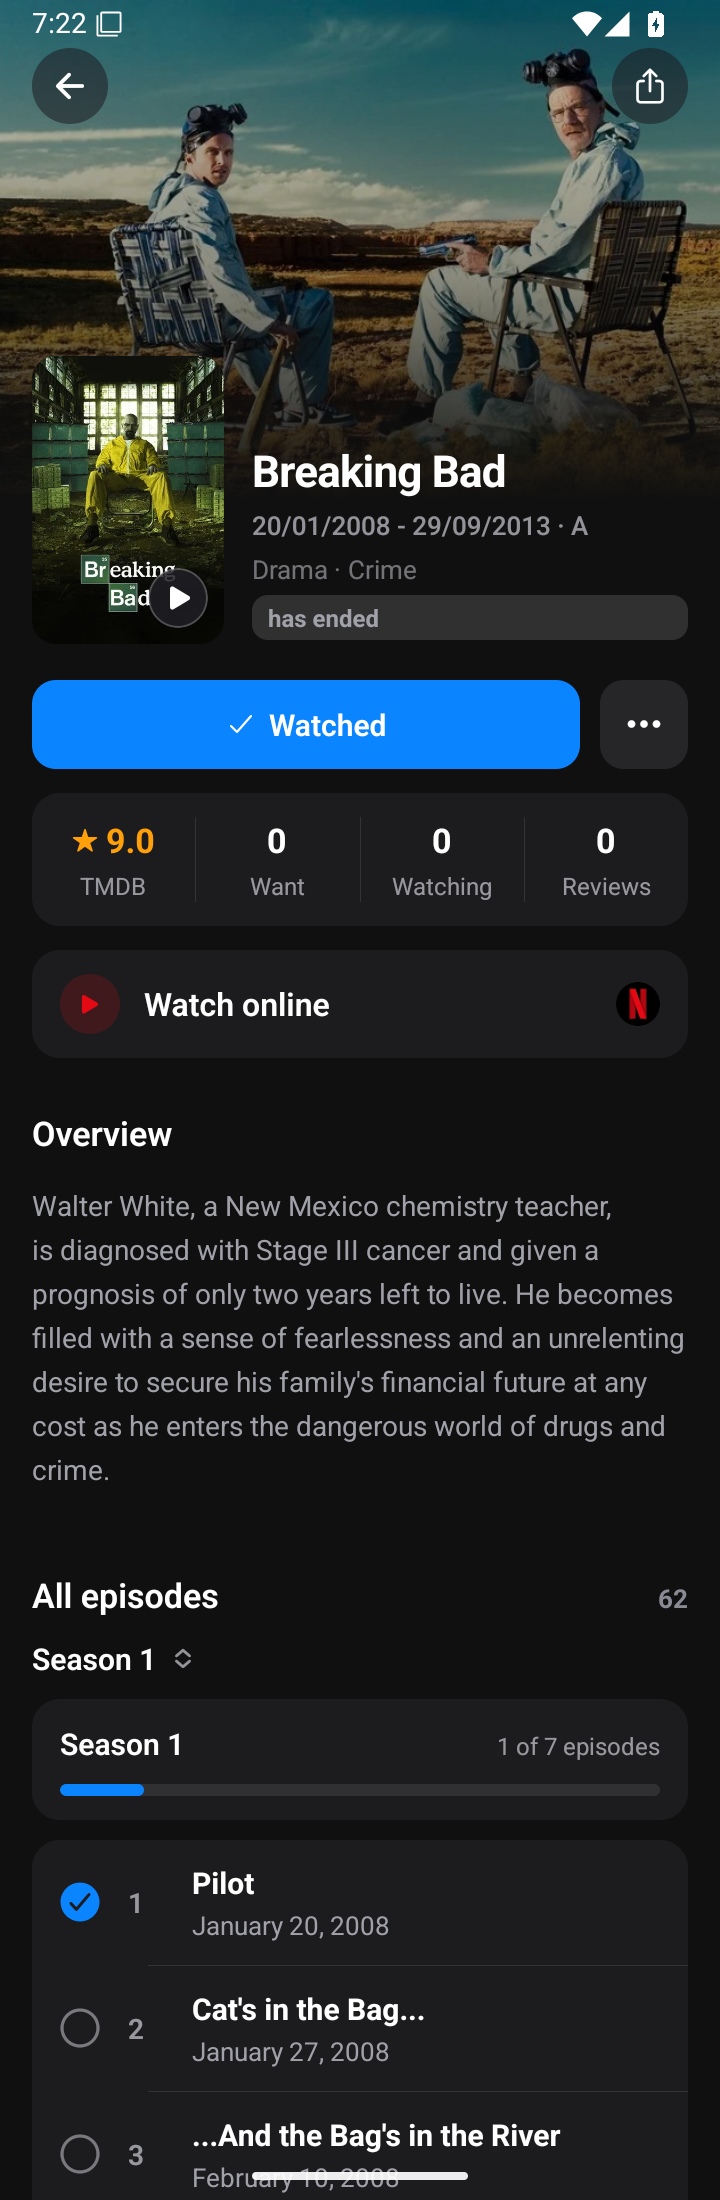 7:22
Breaking Bad
20/01/2008 - 29/09/2013 · A
Drama · Crime
has ended
Breaking
Bad
✓ Watched
★ 9.0
TMDB
0
Want
0
Watching
0
Reviews
Watch online
N
Overview
Walter White, a New Mexico chemistry teacher,
is diagnosed with Stage III cancer and given a
prognosis of only two years left to live. He becomes
filled with a sense of fearlessness and an unrelenting
desire to secure his family's financial future at any
cost as he enters the dangerous world of drugs and
crime.
All episodes
62
Season 1
Season 1
1 of 7 episodes
1
Pilot
January 20, 2008
2
Cat's in the Bag...
January 27, 2008
3
...And the Bag's in the River
February 10, 2008